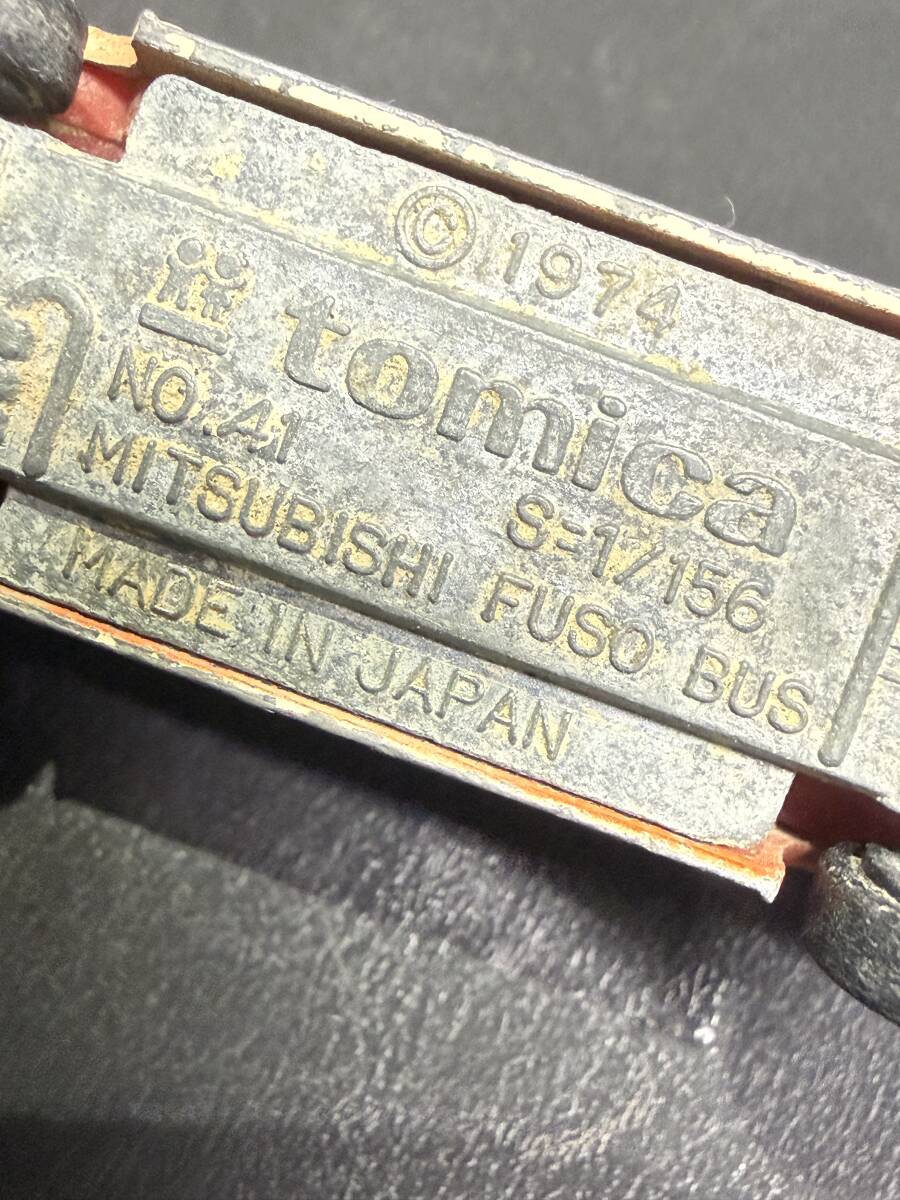 © 1974
tomica
NO. 41 S=1/156
MITSUBISHI FUSO BUS
MADE IN JAPAN